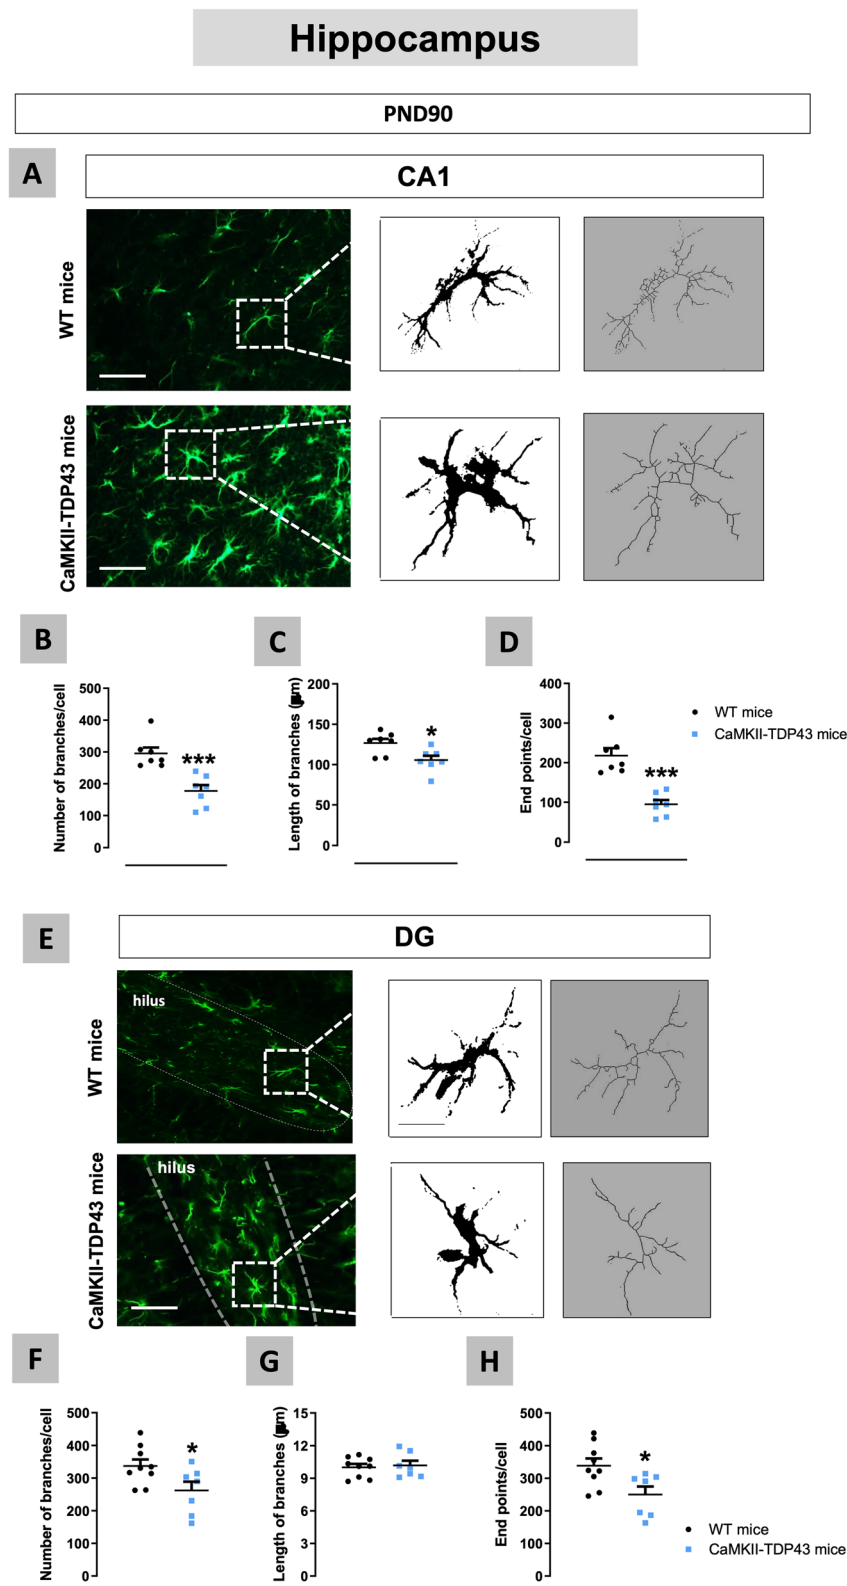 Hippocampus
PND90
A
CA1
WT mice
CaMKII-TDP43 mice
B
C
D
Number of branches/cell
500
400
300
200
100
0
***
Length of branches (
m)
200
150
100
50
0
*
End points/cell
400
300
200
100
0
***
WT mice
CaMKII-TDP43 mice
E
DG
WT mice
hilus
CaMKII-TDP43 mice
hilus
F
G
H
Number of branches/cell
500
400
300
200
100
0
*
Length of branches (
m)
15
12
9
6
3
0
End points/cell
500
400
300
200
100
0
*
WT mice
CaMKII-TDP43 mice